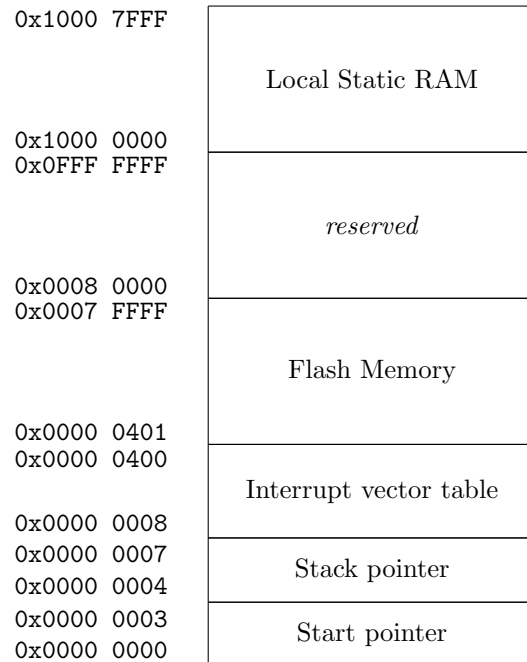 0x1000 7FFF
Local Static RAM
0x1000 0000
0x0FFF FFFF
reserved
0x0008 0000
0x0007 FFFF
Flash Memory
0x0000 0401
0x0000 0400
Interrupt vector table
0x0000 0008
0x0000 0007
Stack pointer
0x0000 0004
0x0000 0003
Start pointer
0x0000 0000